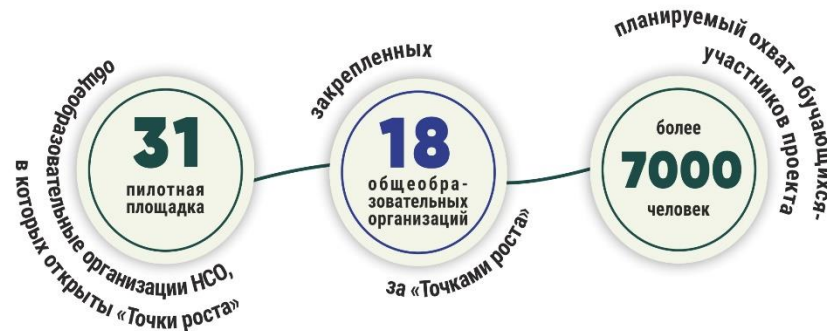 31
пилотная
площадка
общеобразовательные организации НСО,
в которых открыты «Точки роста»
закрепленных
18
общеобра-
зовательных
организаций
за «Точками роста»
планируемый охват обучающихся-
участников проекта
более
7000
человек